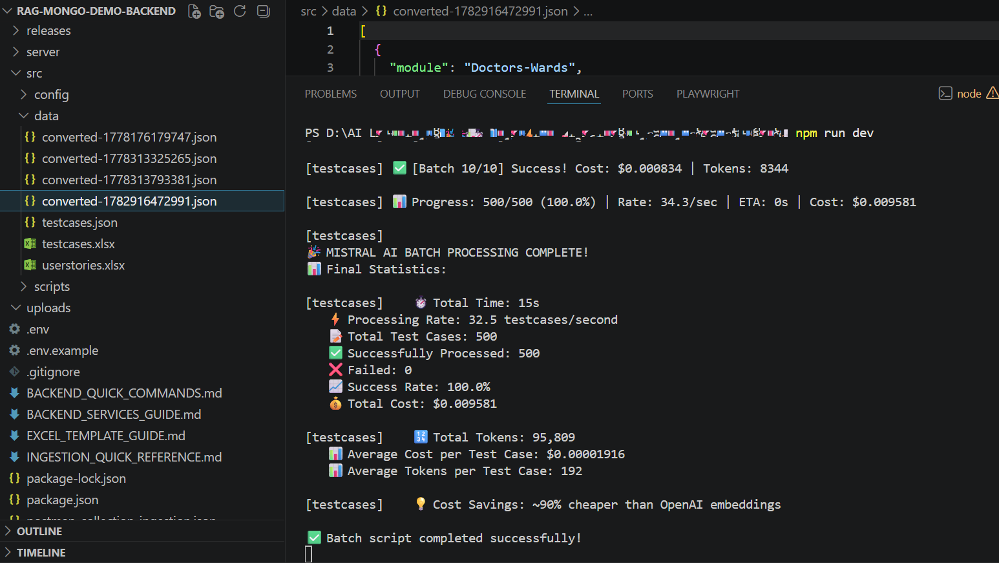 RAG-MONGO-DEMO-BACKEND
releases
server
src
config
data
converted-1778176179747.json
converted-1778313325265.json
converted-1778313793381.json
converted-1782916472991.json
testcases.json
testcases.xlsx
userstories.xlsx
scripts
uploads
.env
.env.example
.gitignore
BACKEND_QUICK_COMMANDS.md
BACKEND_SERVICES_GUIDE.md
EXCEL_TEMPLATE_GUIDE.md
INGESTION_QUICK_REFERENCE.md
package-lock.json
package.json
OUTLINE
TIMELINE
src > data > {} converted-1782916472991.json > ...
1 [
2 {
3 "module": "Doctors-Wards",
PROBLEMS OUTPUT DEBUG CONSOLE TERMINAL PORTS PLAYWRIGHT node
PS D:\AI npm run dev
[testcases] ✅ [Batch 10/10] Success! Cost: $0.000834 | Tokens: 8344
[testcases] 📊 Progress: 500/500 (100.0%) | Rate: 34.3/sec | ETA: 0s | Cost: $0.009581
[testcases]
🎉 MISTRAL AI BATCH PROCESSING COMPLETE!
📊 Final Statistics:
[testcases] ⏱️ Total Time: 15s
⚡ Processing Rate: 32.5 testcases/second
📝 Total Test Cases: 500
✅ Successfully Processed: 500
❌ Failed: 0
📈 Success Rate: 100.0%
💰 Total Cost: $0.009581
[testcases] 🔢 Total Tokens: 95,809
📊 Average Cost per Test Case: $0.00001916
📊 Average Tokens per Test Case: 192
[testcases] 💡 Cost Savings: ~90% cheaper than OpenAI embeddings
✅ Batch script completed successfully!